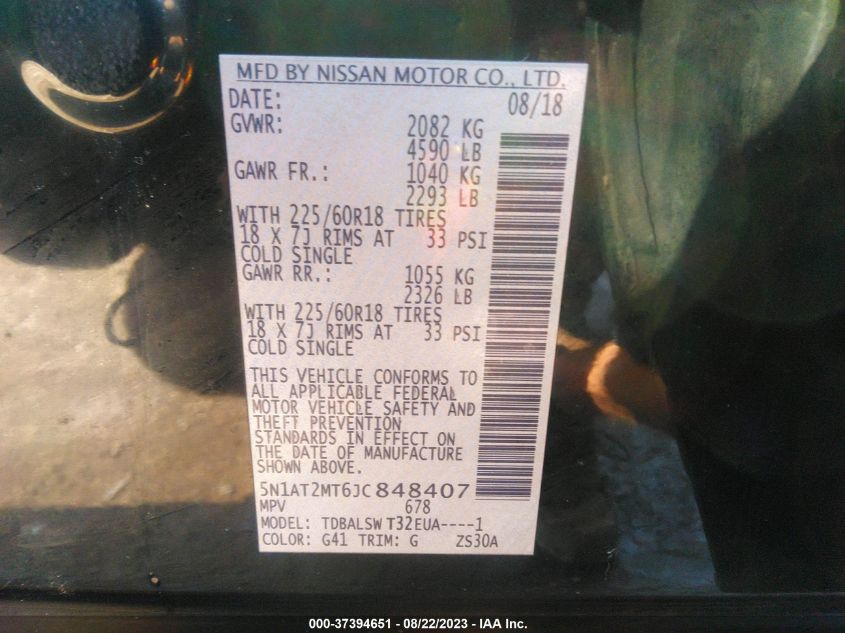 MFD BY NISSAN MOTOR CO., LTD.
DATE: 08/18
GVWR: 2082 KG
4590 LB
GAWR FR.: 1040 KG
2293 LB
WITH 225/60R18 TIRES
18 X 7J RIMS AT 33 PSI
COLD SINGLE
GAWR RR.: 1055 KG
2326 LB
WITH 225/60R18 TIRES
18 X 7J RIMS AT 33 PSI
COLD SINGLE
THIS VEHICLE CONFORMS TO
ALL APPLICABLE FEDERAL
MOTOR VEHICLE SAFETY AND
THEFT PREVENTION
STANDARDS IN EFFECT ON
THE DATE OF MANUFACTURE
SHOWN ABOVE.
5N1AT2MT6JC848407
MPV 678
MODEL: TDBALSW T32EUA----1
COLOR: G41 TRIM: G ZS30A
000-37394651 - 08/22/2023 - IAA Inc.